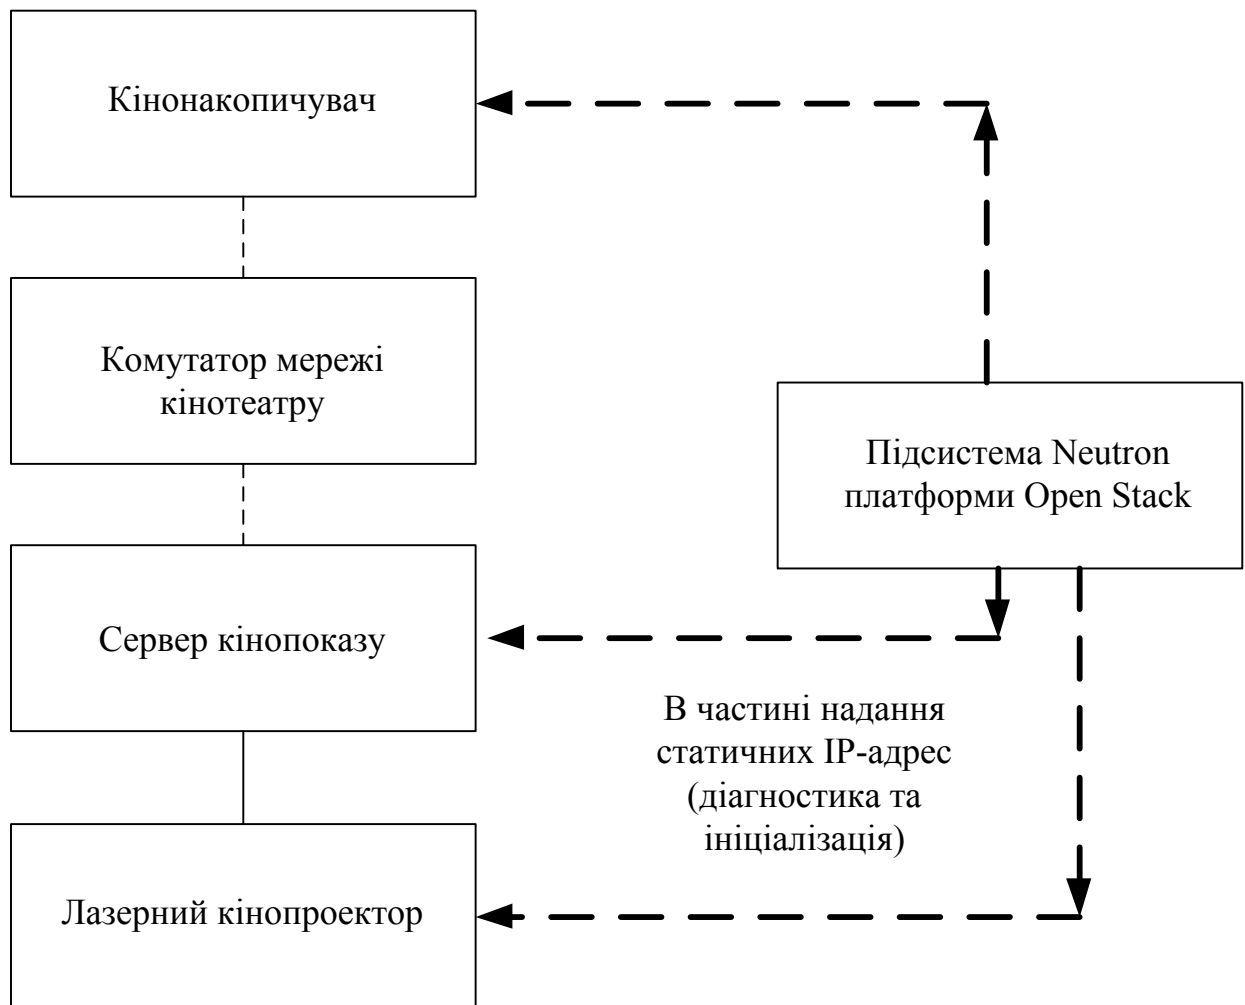 Кінонакопичувач
Комутатор мережі
кінотеатру
Підсистема Neutron
платформи Open Stack
Сервер кінопоказу
В частині надання
статичних IP-адрес
(діагностика та
ініціалізація)
Лазерний кінопроектор